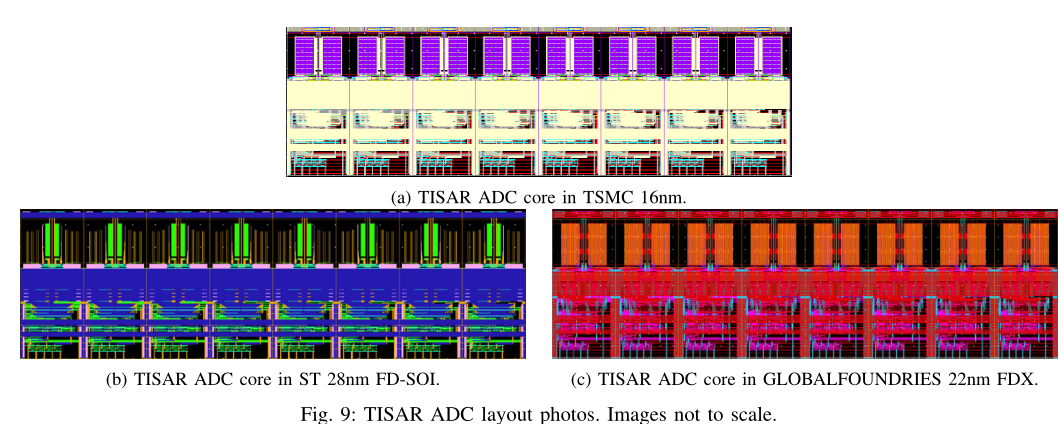 (a) TISAR ADC core in TSMC 16nm.
(b) TISAR ADC core in ST 28nm FD-SOI.
(c) TISAR ADC core in GLOBALFOUNDRIES 22nm FDX.
Fig. 9: TISAR ADC layout photos. Images not to scale.